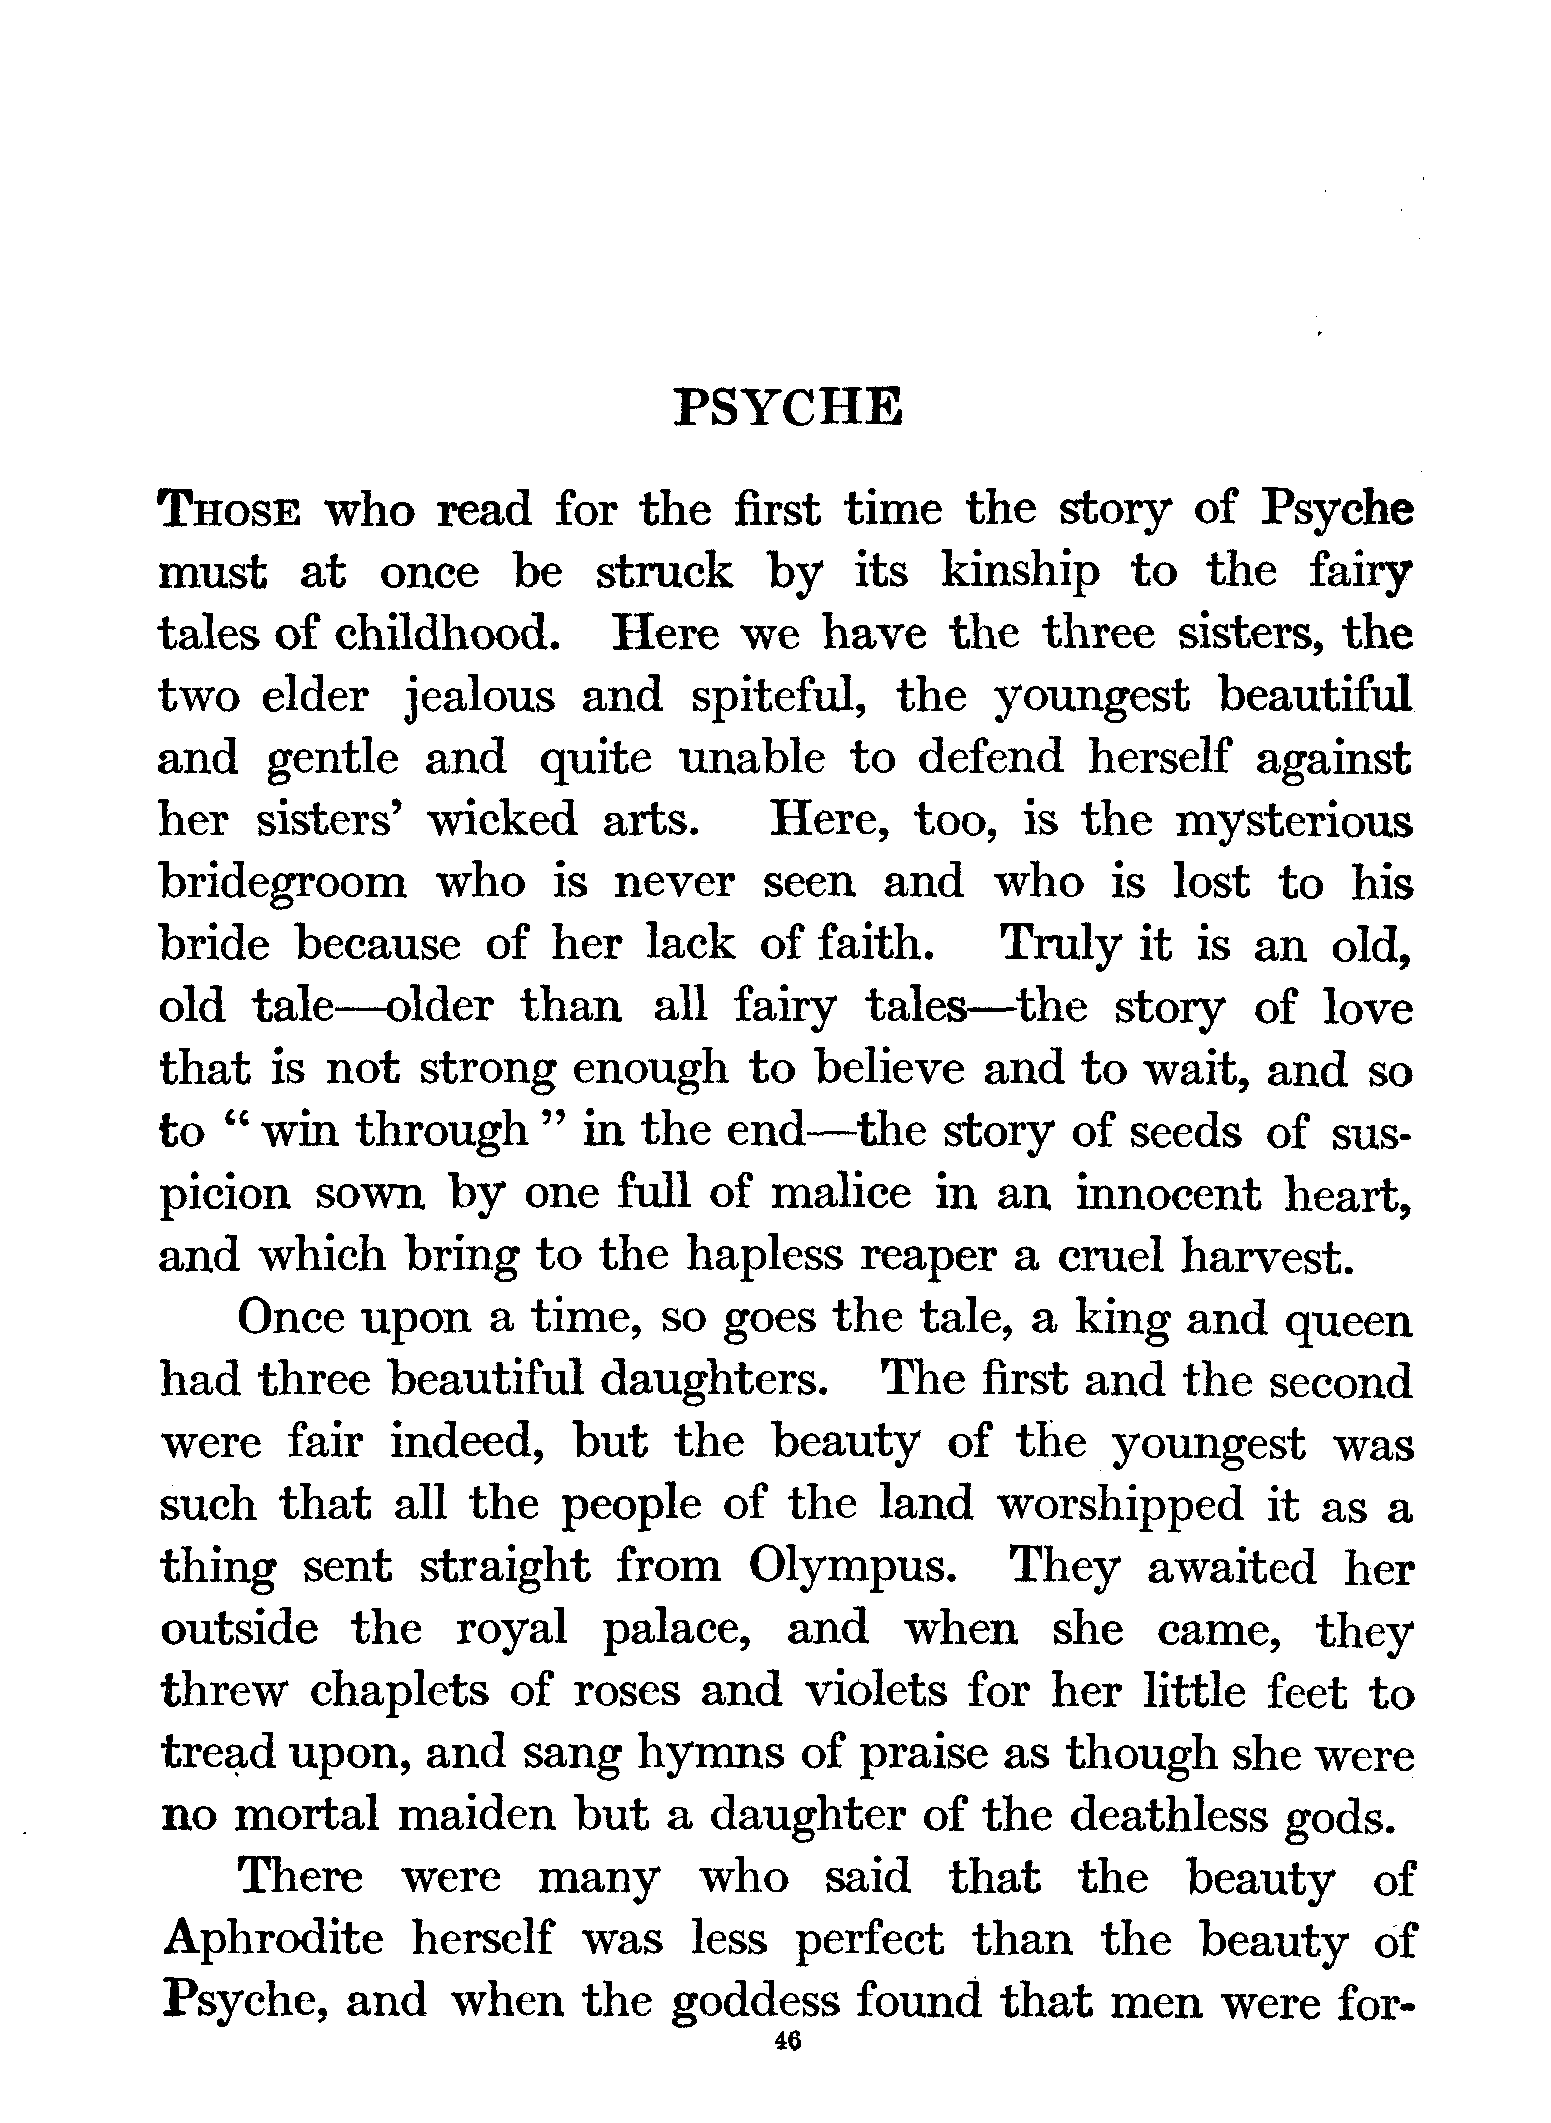 PSYCHE
THOSE who read for the first time the story of Psyche
must at once be struck by its kinship to the fairy
tales of childhood. Here we have the three sisters, the
two elder jealous and spiteful, the youngest beautiful
and gentle and quite unable to defend herself against
her sisters’ wicked arts. Here, too, is the mysterious
bridegroom who is never seen and who is lost to his
bride because of her lack of faith. Truly it is an old,
old tale—older than all fairy tales—the story of love
that is not strong enough to believe and to wait, and so
to “ win through ” in the end—the story of seeds of sus-
picion sown by one full of malice in an innocent heart,
and which bring to the hapless reaper a cruel harvest.
Once upon a time, so goes the tale, a king and queen
had three beautiful daughters. The first and the second
were fair indeed, but the beauty of the youngest was
such that all the people of the land worshipped it as a
thing sent straight from Olympus. They awaited her
outside the royal palace, and when she came, they
threw chaplets of roses and violets for her little feet to
tread upon, and sang hymns of praise as though she were
no mortal maiden but a daughter of the deathless gods.
There were many who said that the beauty of
Aphrodite herself was less perfect than the beauty of
Psyche, and when the goddess found that men were for-
46